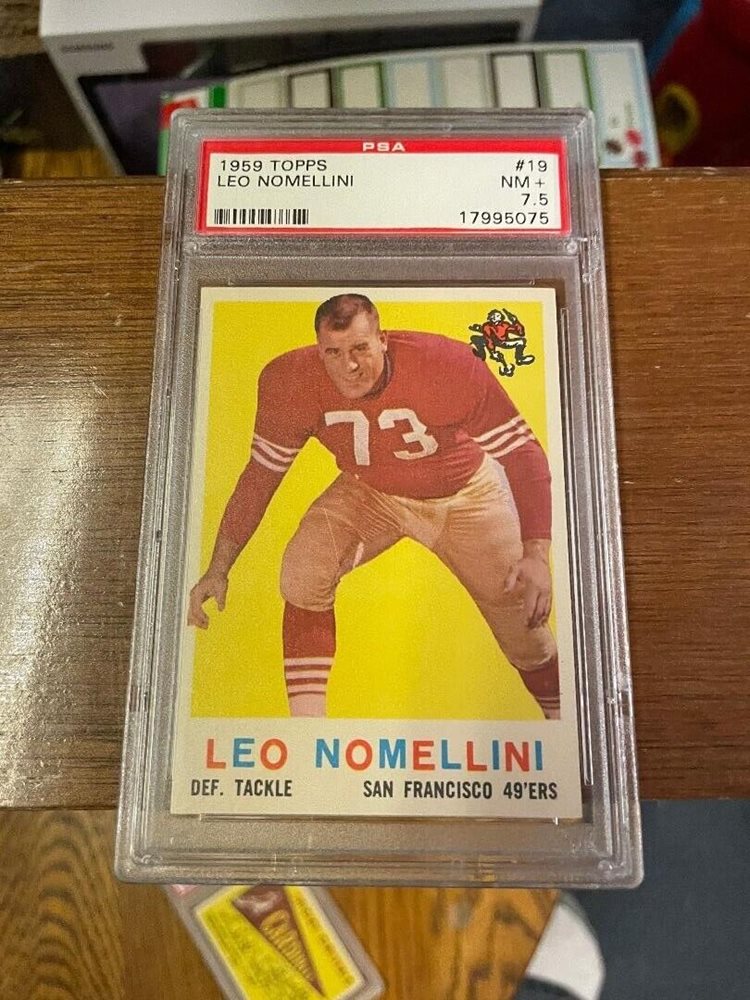 PSA
1959 TOPPS #19
LEO NOMELLINI NM+
7.5
17995075
73
LEO NOMELLINI
DEF. TACKLE SAN FRANCISCO 49'ERS